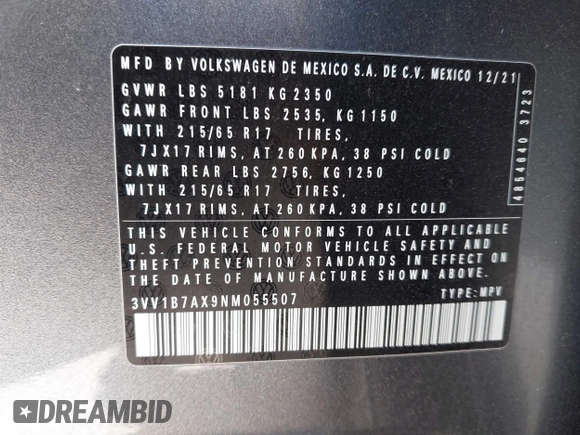 MFD BY VOLKSWAGEN DE MEXICO S.A. DE C.V. MEXICO 12/21
GVWR LBS 5181 KG 2350
GAWR FRONT LBS 2535, KG 1150
WITH 215/65 R17 TIRES,
7JX17 RIMS, AT 260 KPA, 38 PSI COLD
GAWR REAR LBS 2756, KG 1250
WITH 215/65 R17 TIRES,
7JX17 RIMS, AT 260 KPA, 38 PSI COLD
THIS VEHICLE CONFORMS TO ALL APPLICABLE
U.S. FEDERAL MOTOR VEHICLE SAFETY AND
THEFT PREVENTION STANDARDS IN EFFECT ON
THE DATE OF MANUFACTURE SHOWN ABOVE.
3VV1B7AX9NM055507 TYPE: MPV
4864640 3723
DREAMBID